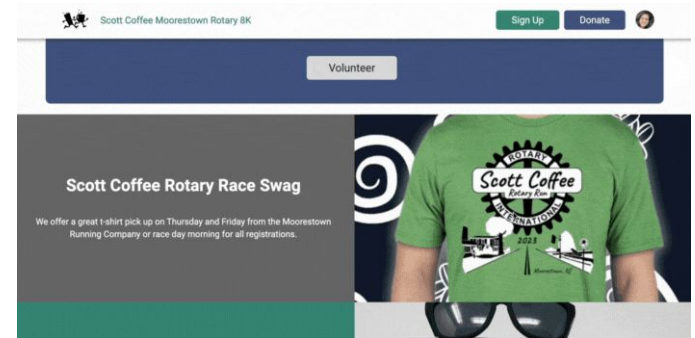 Scott Coffee Moorestown Rotary 8K
Sign Up
Donate
Volunteer
Scott Coffee Rotary Race Swag
We offer a great t-shirt pick up on Thursday and Friday from the Moorestown
Running Company or race day morning for all registrations.
ROTARY
Scott Coffee
Rotary Run
INTERNATIONAL
2023
Moorestown, NJ